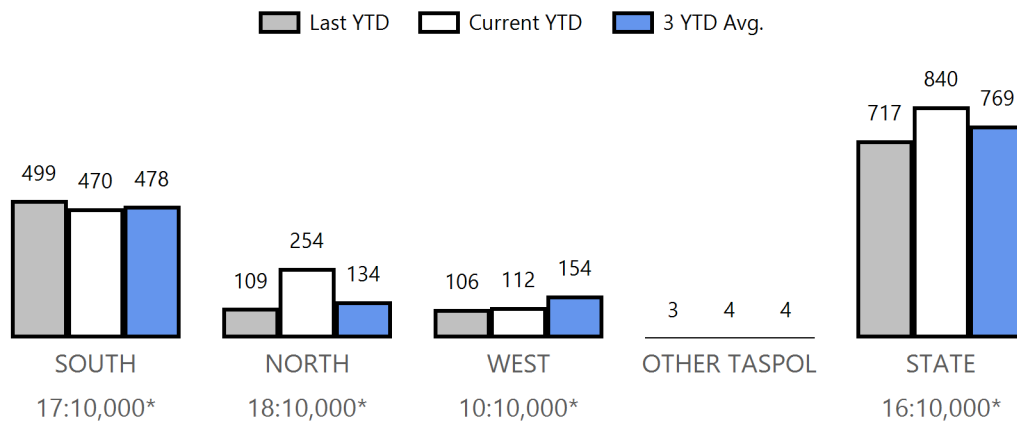 Last YTD Current YTD 3 YTD Avg.
499 470 478 109 254 134 106 112 154 3 4 4 717 840 769
SOUTH NORTH WEST OTHER TASPOL STATE
17:10,000* 18:10,000* 10:10,000* 16:10,000*